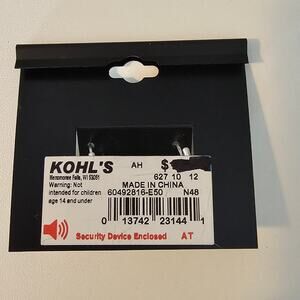 KOHL'S AH $
Menomonee Falls, WI 53051 627 10 12
Warning: Not MADE IN CHINA
intended for children 60492816-E50 N48
age 14 and under
0 13742 23144 1
Security Device Enclosed AT